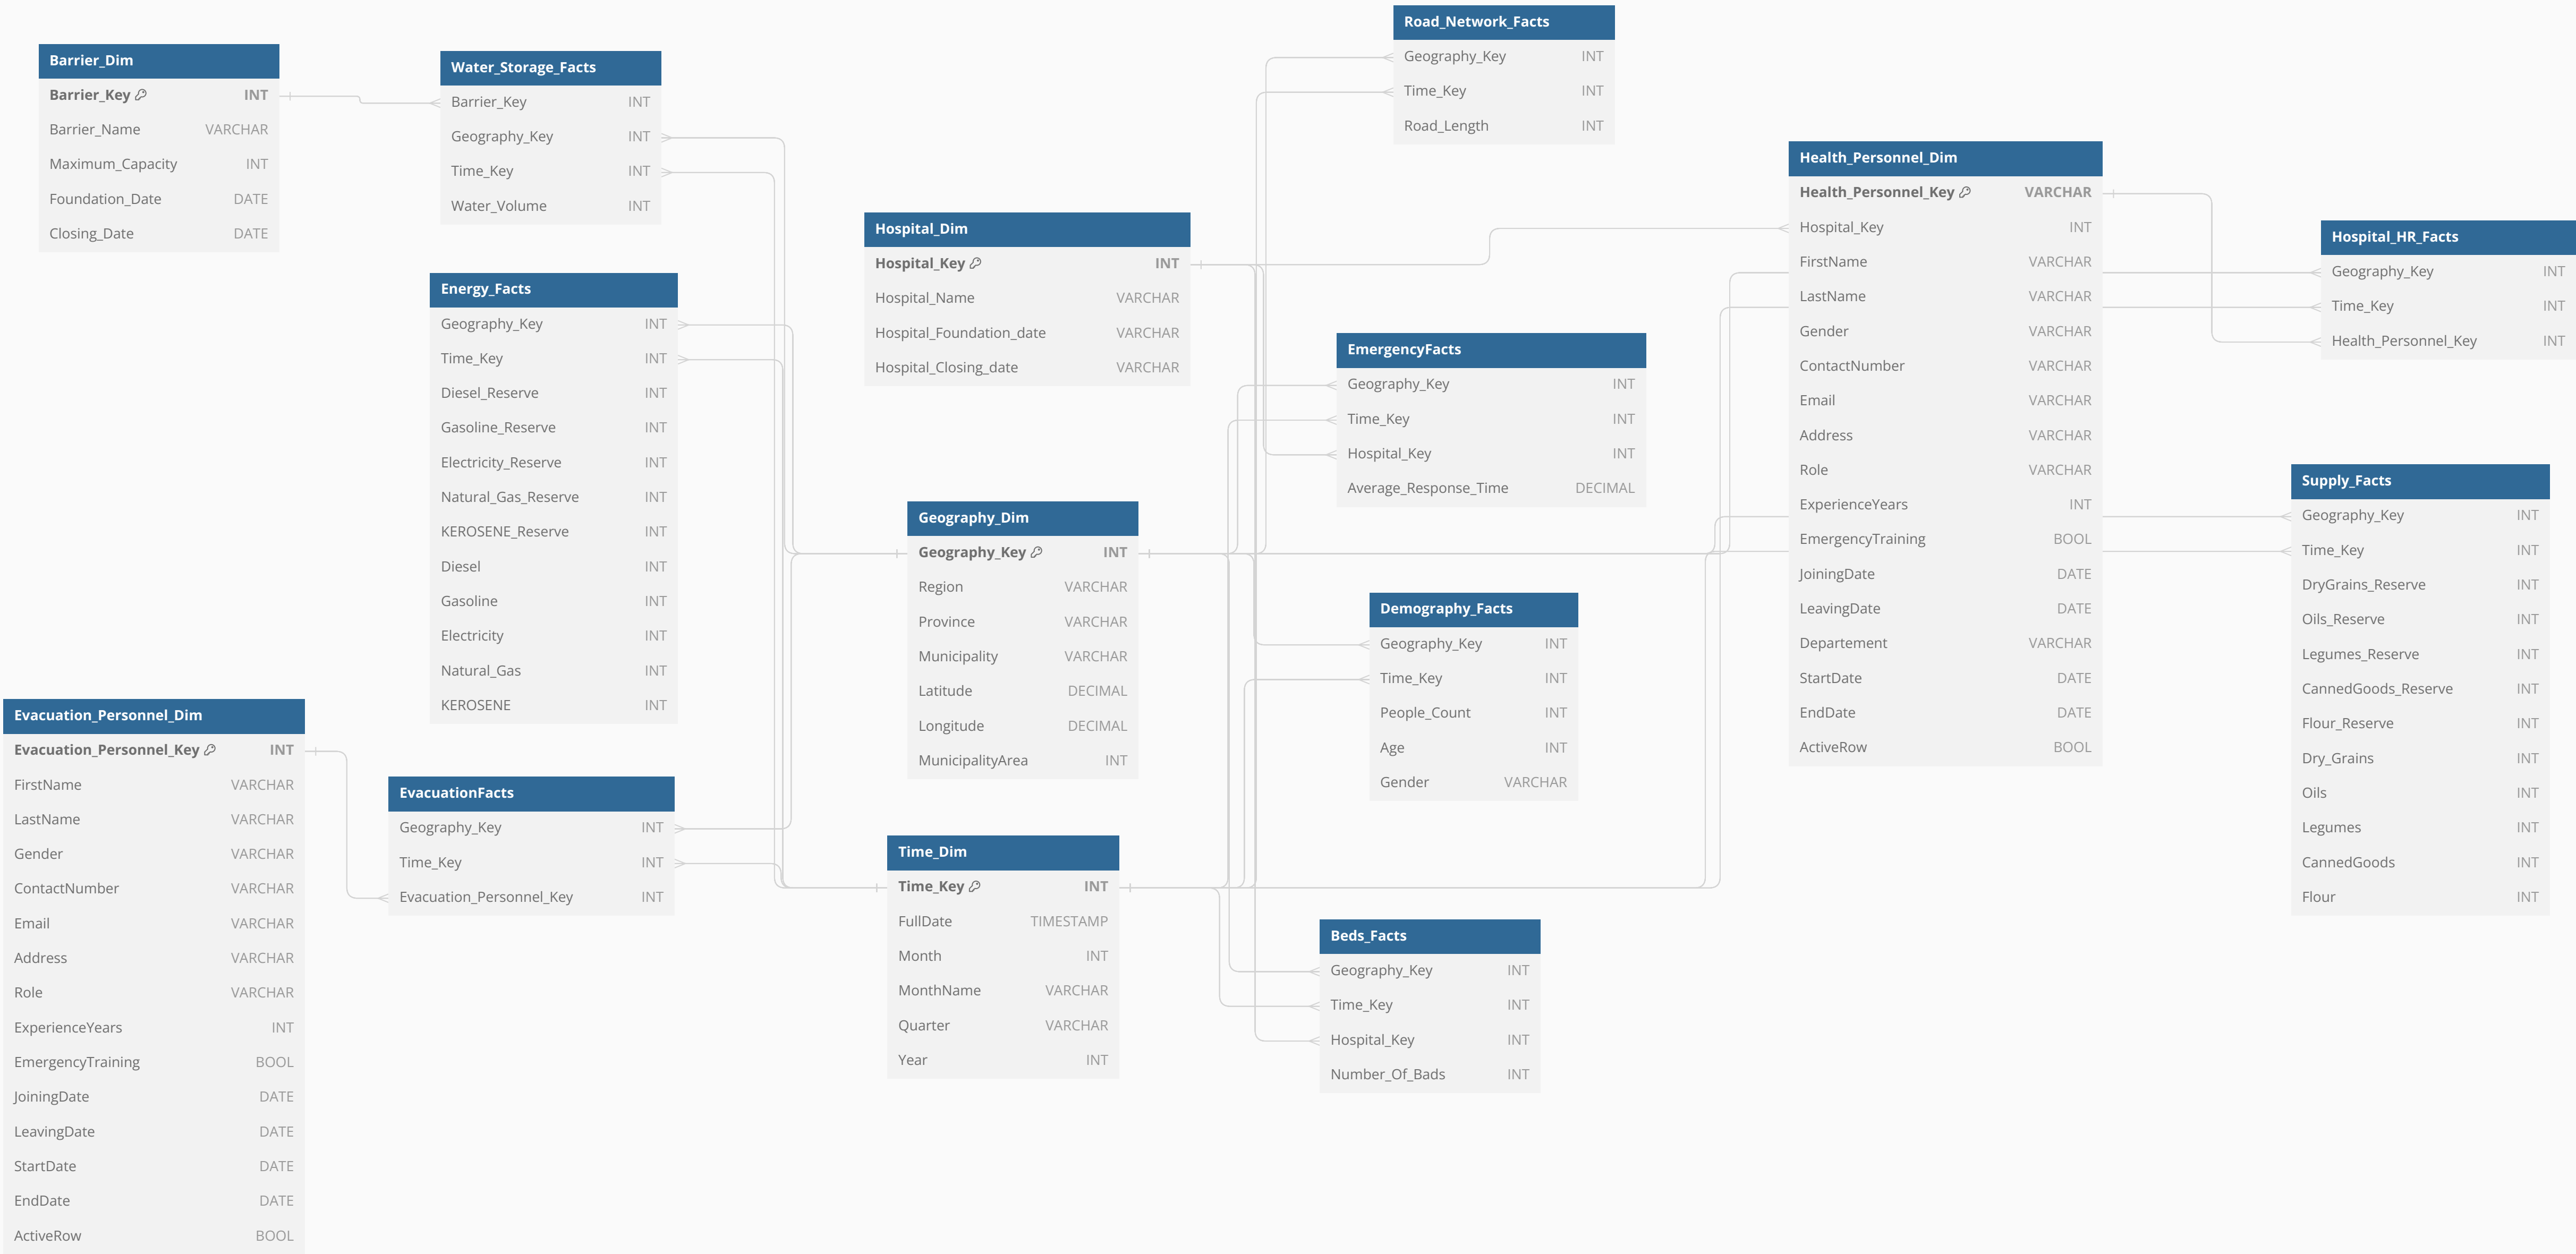 Barrier_Dim
Barrier_Key INT
Barrier_Name VARCHAR
Maximum_Capacity INT
Foundation_Date DATE
Closing_Date DATE
Water_Storage_Facts
Barrier_Key INT
Geography_Key INT
Time_Key INT
Water_Volume INT
Energy_Facts
Geography_Key INT
Time_Key INT
Diesel_Reserve INT
Gasoline_Reserve INT
Electricity_Reserve INT
Natural_Gas_Reserve INT
KEROSENE_Reserve INT
Diesel INT
Gasoline INT
Electricity INT
Natural_Gas INT
KEROSENE INT
Evacuation_Personnel_Dim
Evacuation_Personnel_Key INT
FirstName VARCHAR
LastName VARCHAR
Gender VARCHAR
ContactNumber VARCHAR
Email VARCHAR
Address VARCHAR
Role VARCHAR
ExperienceYears INT
EmergencyTraining BOOL
JoiningDate DATE
LeavingDate DATE
StartDate DATE
EndDate DATE
ActiveRow BOOL
EvacuationFacts
Geography_Key INT
Time_Key INT
Evacuation_Personnel_Key INT
Hospital_Dim
Hospital_Key INT
Hospital_Name VARCHAR
Hospital_Foundation_date VARCHAR
Hospital_Closing_date VARCHAR
Geography_Dim
Geography_Key INT
Region VARCHAR
Province VARCHAR
Municipality VARCHAR
Latitude DECIMAL
Longitude DECIMAL
MunicipalityArea INT
Time_Dim
Time_Key INT
FullDate TIMESTAMP
Month INT
MonthName VARCHAR
Quarter VARCHAR
Year INT
Road_Network_Facts
Geography_Key INT
Time_Key INT
Road_Length INT
EmergencyFacts
Geography_Key INT
Time_Key INT
Hospital_Key INT
Average_Response_Time DECIMAL
Demography_Facts
Geography_Key INT
Time_Key INT
People_Count INT
Age INT
Gender VARCHAR
Beds_Facts
Geography_Key INT
Time_Key INT
Hospital_Key INT
Number_Of_Bads INT
Health_Personnel_Dim
Health_Personnel_Key VARCHAR
Hospital_Key INT
FirstName VARCHAR
LastName VARCHAR
Gender VARCHAR
ContactNumber VARCHAR
Email VARCHAR
Address VARCHAR
Role VARCHAR
ExperienceYears INT
EmergencyTraining BOOL
JoiningDate DATE
LeavingDate DATE
Departement VARCHAR
StartDate DATE
EndDate DATE
ActiveRow BOOL
Hospital_HR_Facts
Geography_Key INT
Time_Key INT
Health_Personnel_Key INT
Supply_Facts
Geography_Key INT
Time_Key INT
DryGrains_Reserve INT
Oils_Reserve INT
Legumes_Reserve INT
CannedGoods_Reserve INT
Flour_Reserve INT
Dry_Grains INT
Oils INT
Legumes INT
CannedGoods INT
Flour INT